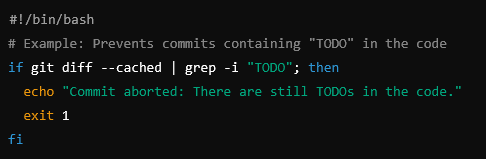 #!/bin/bash
# Example: Prevents commits containing "TODO" in the code
if git diff --cached | grep -i "TODO"; then
  echo "Commit aborted: There are still TODOs in the code."
  exit 1
fi